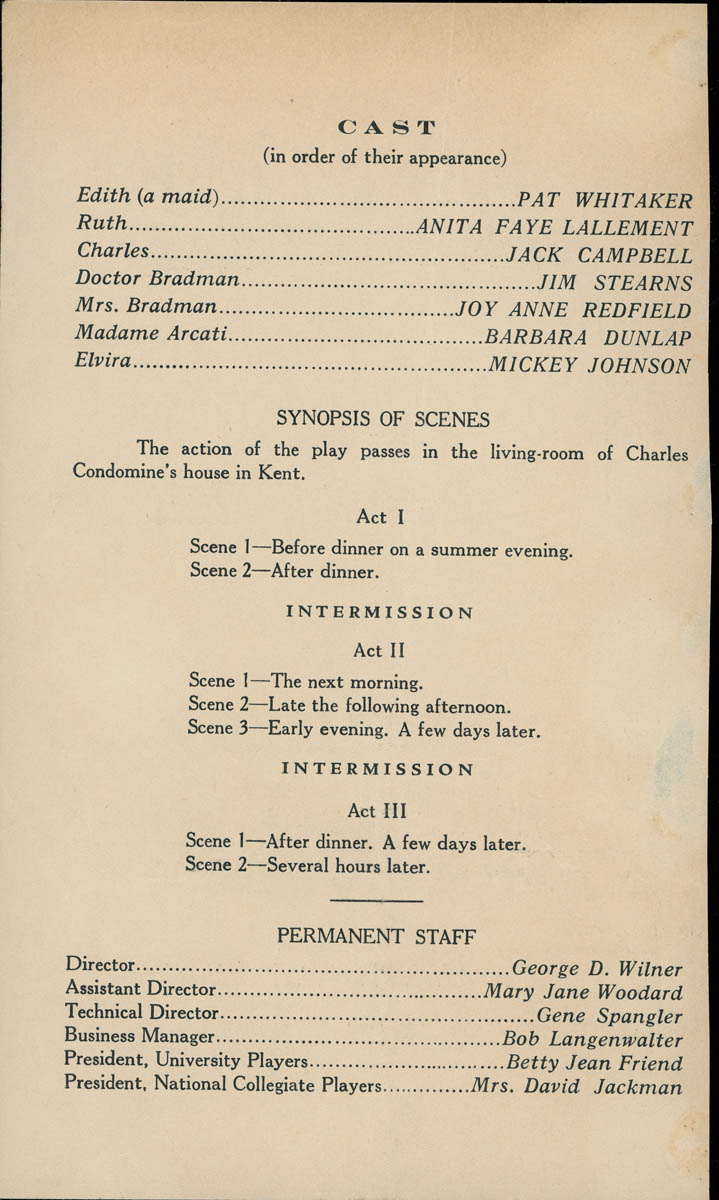 CAST
(in order of their appearance)
Edith (a maid)..............................................PAT WHITAKER
Ruth.............................................ANITA FAYE LALLEMENT
Charles........................................................JACK CAMPBELL
Doctor Bradman..............................................JIM STEARNS
Mrs. Bradman.....................................JOY ANNE REDFIELD
Madame Arcati........................................BARBARA DUNLAP
Elvira........................................................MICKEY JOHNSON
SYNOPSIS OF SCENES
The action of the play passes in the living-room of Charles
Condomine's house in Kent.
Act I
Scene 1—Before dinner on a summer evening.
Scene 2—After dinner.
INTERMISSION
Act II
Scene 1—The next morning.
Scene 2—Late the following afternoon.
Scene 3—Early evening. A few days later.
INTERMISSION
Act III
Scene 1—After dinner. A few days later.
Scene 2—Several hours later.
PERMANENT STAFF
Director...........................................................George D. Wilner
Assistant Director..........................................Mary Jane Woodard
Technical Director..................................................Gene Spangler
Business Manager.............................................Bob Langenwalter
President, University Players...............................Betty Jean Friend
President, National Collegiate Players..............Mrs. David Jackman